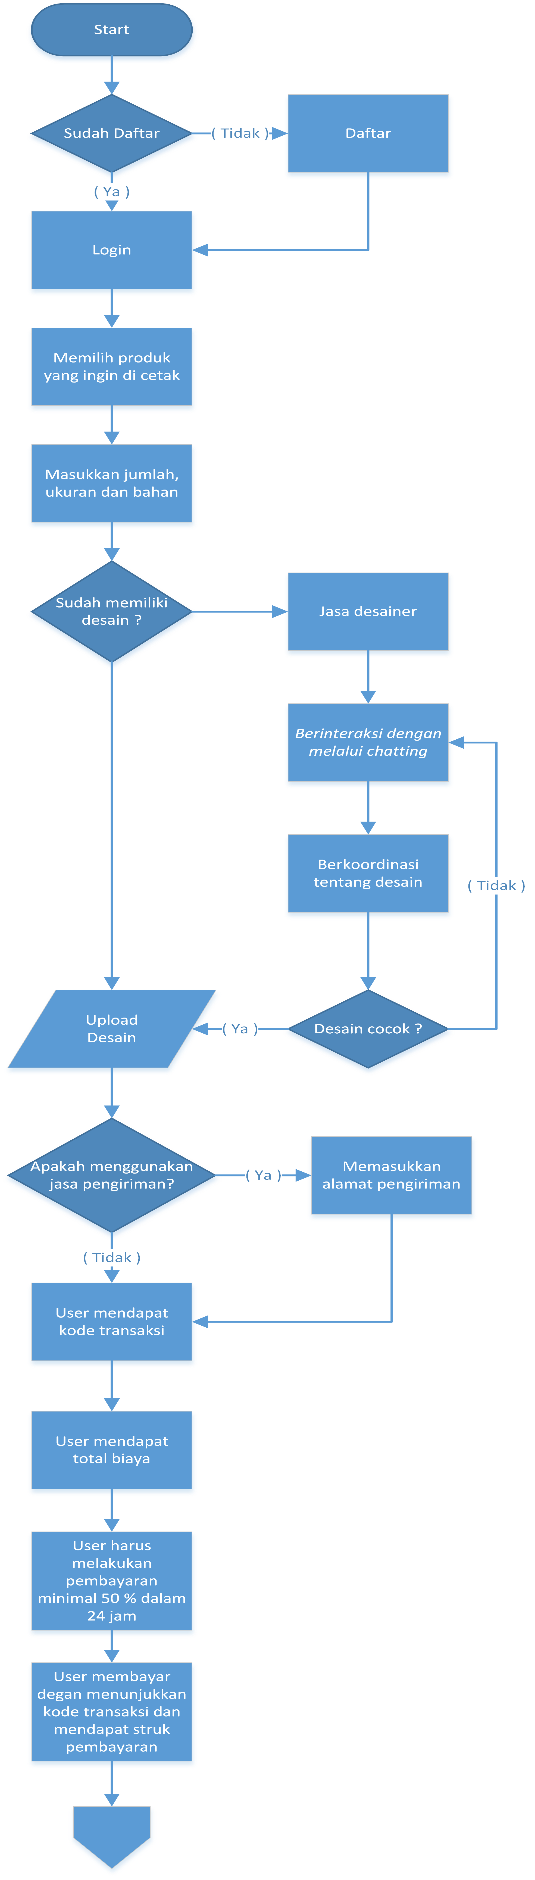 Start
Sudah Daftar
( Tidak )
Daftar
( Ya )
Login
Memilih produk
yang ingin di cetak
Masukkan jumlah,
ukuran dan bahan
Sudah memiliki
desain ?
Jasa desainer
Berinteraksi dengan
melalui chatting
Berkoordinasi
tentang desain
( Tidak )
Upload
Desain
( Ya )
Desain cocok ?
Apakah menggunakan
jasa pengiriman?
( Ya )
Memasukkan
alamat pengiriman
( Tidak )
User mendapat
kode transaksi
User mendapat
total biaya
User harus
melakukan
pembayaran
minimal 50 % dalam
24 jam
User membayar
degan menunjukkan
kode transaksi dan
mendapat struk
pembayaran